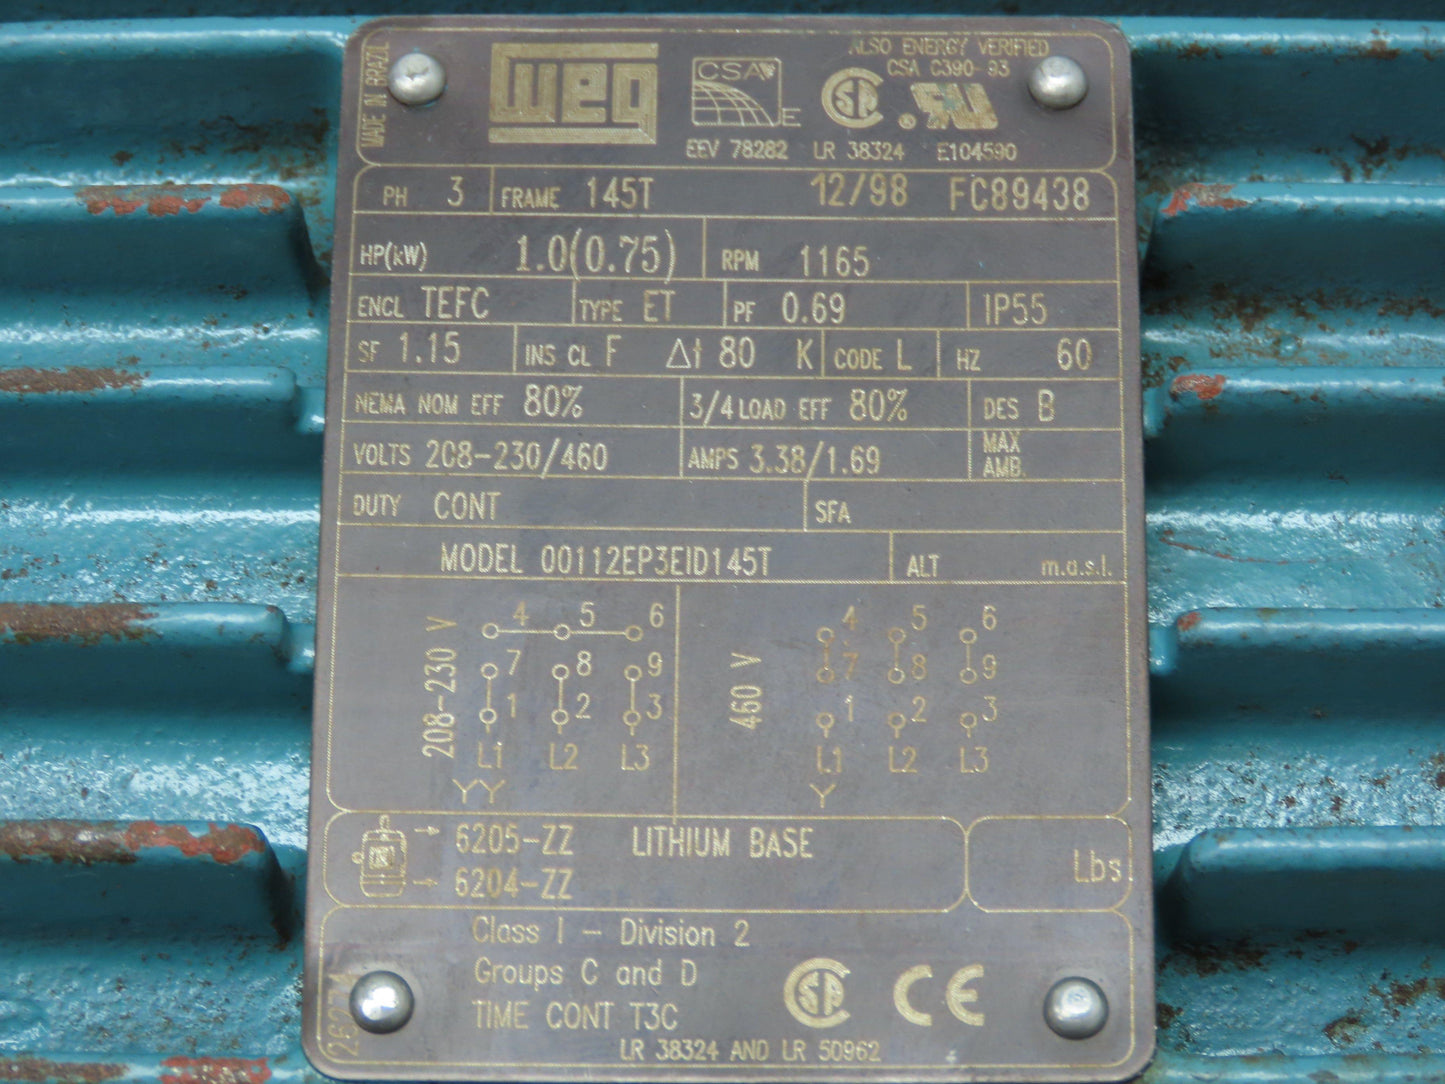 MADE IN BRAZIL
weg
CSA
E
EEV 78282
ALSO ENERGY VERIFIED
CSA C390-93
LR 38324
E104590
PH 3 FRAME 145T 12/98 FC89438
HP(kW) 1.0(0.75) RPM 1165
ENCL TEFC TYPE ET PF 0.69 IP55
SF 1.15 INS CL F Δt 80 K CODE L HZ 60
NEMA NOM EFF 80% 3/4 LOAD EFF 80% DES B
VOLTS 208-230/460 AMPS 3.38/1.69 MAX AMB.
DUTY CONT SFA
MODEL 00112EP3EID145T ALT m.a.s.l.
208-230 V
4 5 6
7 8 9
1 2 3
L1 L2 L3
YY
460 V
4 5 6
7 8 9
1 2 3
L1 L2 L3
Y
6205-ZZ LITHIUM BASE
6204-ZZ
Lbs.
Class I - Division 2
Groups C and D
TIME CONT T3C
CE
LR 38324 AND LR 50962